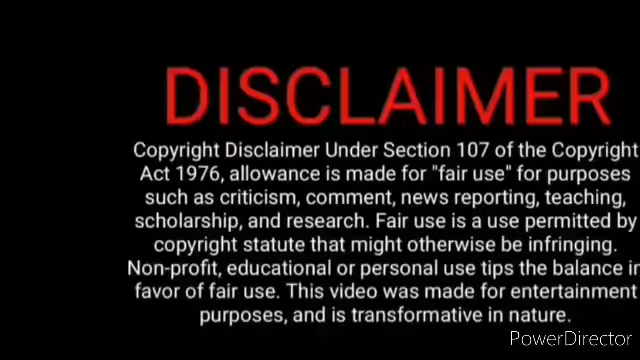 DISCLAIMER
Copyright Disclaimer Under Section 107 of the Copyright
Act 1976, allowance is made for "fair use" for purposes
such as criticism, comment, news reporting, teaching,
scholarship, and research. Fair use is a use permitted by
copyright statute that might otherwise be infringing.
Non-profit, educational or personal use tips the balance in
favor of fair use. This video was made for entertainment
purposes, and is transformative in nature.
PowerDirector